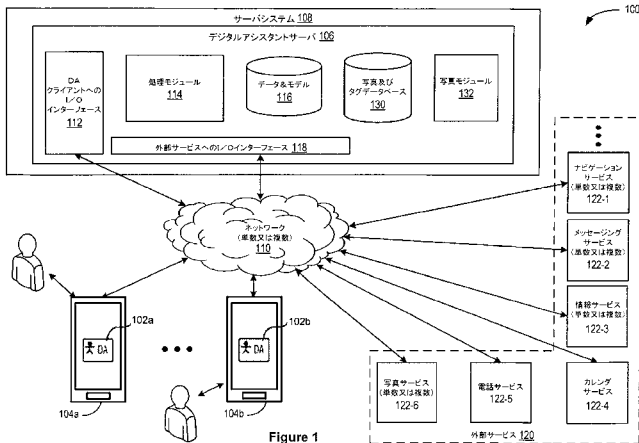 100
サーバシステム 108
デジタルアシスタントサーバ 106
DA
クライアントへの
I/O
インターフェース
112
処理モジュール
114
データ&モデル
116
写真及び
タグデータベース
130
写真モジュール
132
外部サービスへのI/Oインターフェース 118
ネットワーク
(単数又は複数)
110
ナビゲーション
サービス
(単数又は複数)
122-1
メッセージング
サービス
(単数又は複数)
122-2
情報サービス
(単数又は複数)
122-3
カレンダ
サービス
122-4
電話サービス
122-5
写真サービス
(単数又は複数)
122-6
外部サービス 120
102a
DA
104a
102b
DA
104b
Figure 1